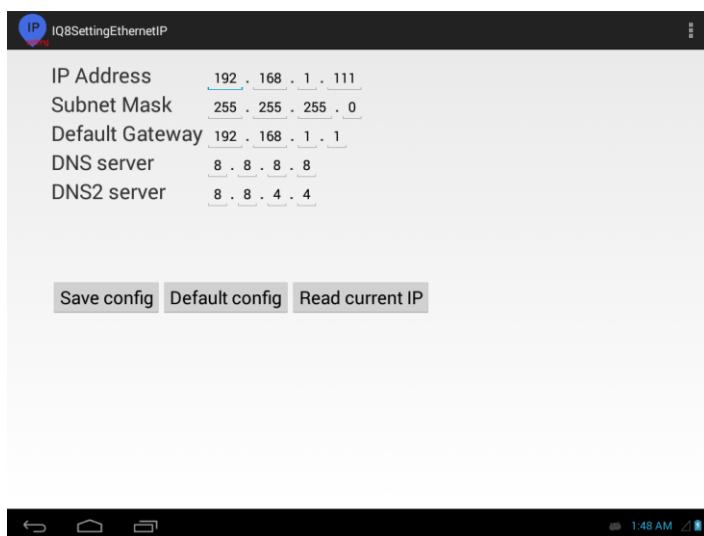 IP
IQ8SettingEthernetIP
IP Address 192 . 168 . 1 . 111
Subnet Mask 255 . 255 . 255 . 0
Default Gateway 192 . 168 . 1 . 1
DNS server 8 . 8 . 8 . 8
DNS2 server 8 . 8 . 4 . 4
Save config Default config Read current IP
1:48 AM